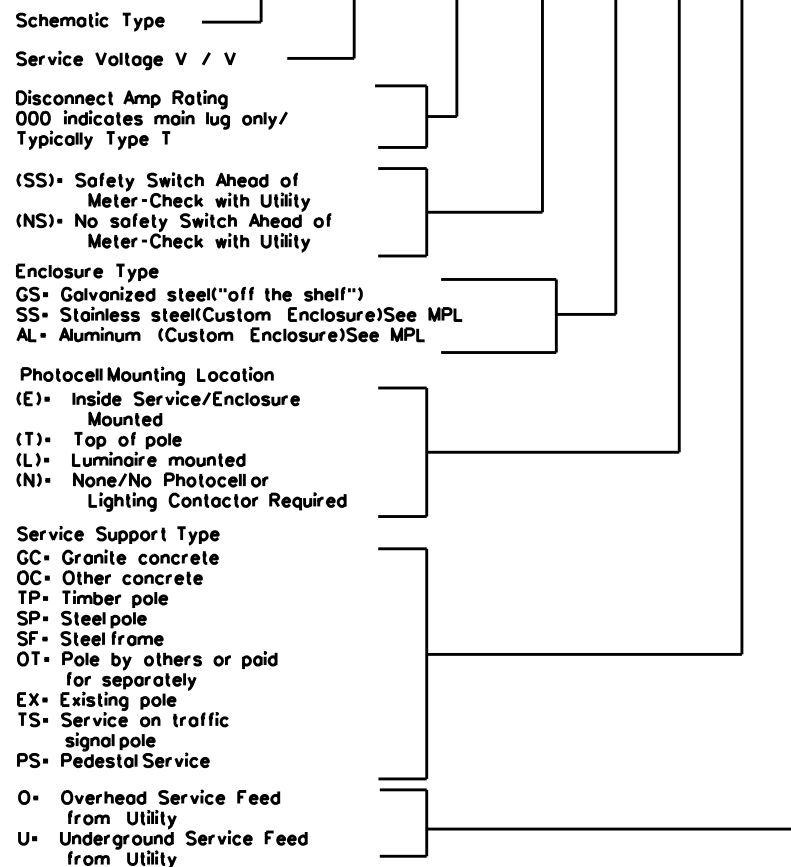 Schematic Type
Service Voltage V / V
Disconnect Amp Rating
000 indicates main lug only/
Typically Type T
(SS)= Safety Switch Ahead of
Meter-Check with Utility
(NS)= No safety Switch Ahead of
Meter-Check with Utility
Enclosure Type
GS= Galvanized steel("off the shelf")
SS= Stainless steel(Custom Enclosure)See MPL
AL= Aluminum (Custom Enclosure)See MPL
Photocell Mounting Location
(E)= Inside Service/Enclosure
Mounted
(T)= Top of pole
(L)= Luminaire mounted
(N)= None/No Photocell or
Lighting Contactor Required
Service Support Type
GC= Granite concrete
OC= Other concrete
TP= Timber pole
SP= Steel pole
SF= Steel frame
OT= Pole by others or paid
for separately
EX= Existing pole
TS= Service on traffic
signal pole
PS= Pedestal Service
O= Overhead Service Feed
from Utility
U= Underground Service Feed
from Utility